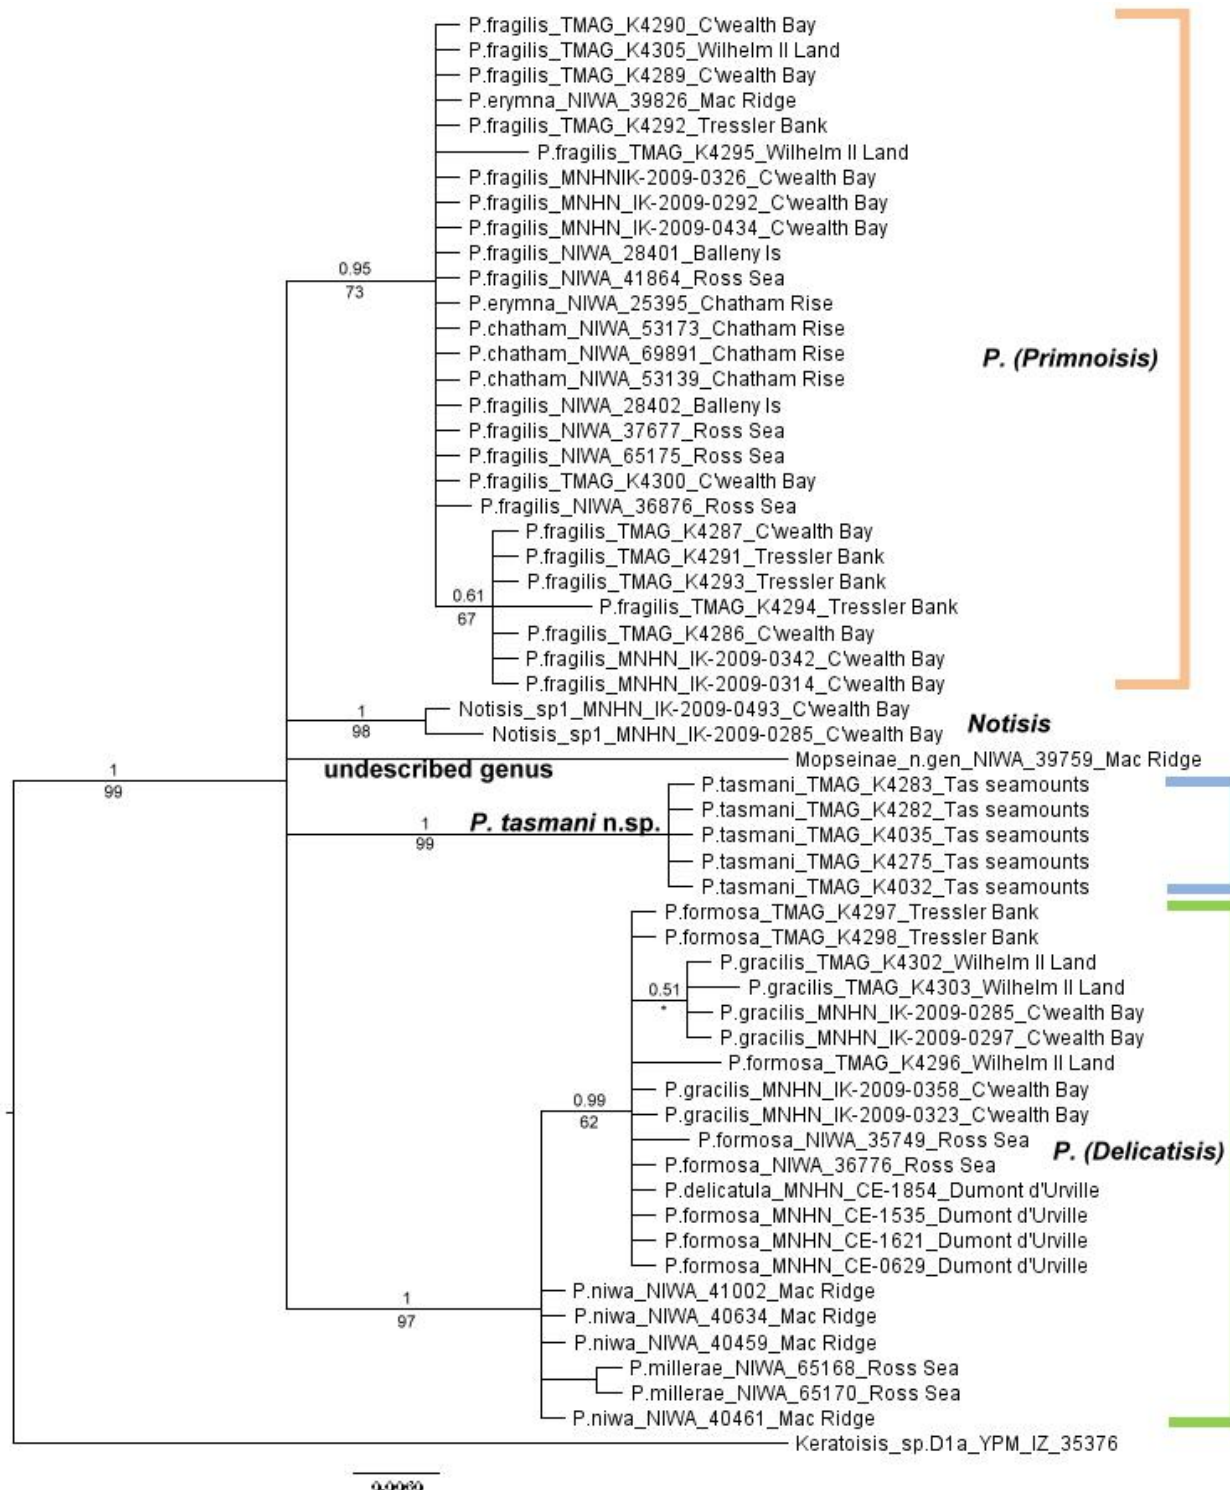 P.fragilis_TMAG_K4290_C'wealth Bay
P.fragilis_TMAG_K4305_Wilhelm II Land
P.fragilis_TMAG_K4289_C'wealth Bay
P.erymna_NIWA_39826_Mac Ridge
P.fragilis_TMAG_K4292_Tressler Bank
P.fragilis_TMAG_K4295_Wilhelm II Land
P.fragilis_MNHNIK-2009-0326_C'wealth Bay
P.fragilis_MNHN_IK-2009-0292_C'wealth Bay
P.fragilis_MNHN_IK-2009-0434_C'wealth Bay
P.fragilis_NIWA_28401_Balleny Is
0.95
P.fragilis_NIWA_41864_Ross Sea
73
P.erymna_NIWA_25395_Chatham Rise
P.chatham_NIWA_53173_Chatham Rise
P.chatham_NIWA_69891_Chatham Rise
P. (Primnoisis)
P.chatham_NIWA_53139_Chatham Rise
P.fragilis_NIWA_28402_Balleny Is
P.fragilis_NIWA_37677_Ross Sea
P.fragilis_NIWA_65175_Ross Sea
P.fragilis_TMAG_K4300_C'wealth Bay
P.fragilis_NIWA_36876_Ross Sea
P.fragilis_TMAG_K4287_C'wealth Bay
P.fragilis_TMAG_K4291_Tressler Bank
P.fragilis_TMAG_K4293_Tressler Bank
0.61
P.fragilis_TMAG_K4294_Tressler Bank
67
P.fragilis_TMAG_K4286_C'wealth Bay
P.fragilis_MNHN_IK-2009-0342_C'wealth Bay
P.fragilis_MNHN_IK-2009-0314_C'wealth Bay
1
Notisis_sp1_MNHN_IK-2009-0493_C'wealth Bay
Notisis
98
Notisis_sp1_MNHN_IK-2009-0285_C'wealth Bay
Mopseinae_n.gen_NIWA_39759_Mac Ridge
1
undescribed genus
99
P.tasmani_TMAG_K4283_Tas seamounts
P.tasmani_TMAG_K4282_Tas seamounts
1
P. tasmani n.sp.
P.tasmani_TMAG_K4035_Tas seamounts
99
P.tasmani_TMAG_K4275_Tas seamounts
P.tasmani_TMAG_K4032_Tas seamounts
P.formosa_TMAG_K4297_Tressler Bank
P.formosa_TMAG_K4298_Tressler Bank
P.gracilis_TMAG_K4302_Wilhelm II Land
0.51
P.gracilis_TMAG_K4303_Wilhelm II Land
*
P.gracilis_MNHN_IK-2009-0285_C'wealth Bay
P.gracilis_MNHN_IK-2009-0297_C'wealth Bay
P.formosa_TMAG_K4296_Wilhelm II Land
P.gracilis_MNHN_IK-2009-0358_C'wealth Bay
0.99
P.gracilis_MNHN_IK-2009-0323_C'wealth Bay
62
P.formosa_NIWA_35749_Ross Sea
P. (Delicatisis)
P.formosa_NIWA_36776_Ross Sea
P.delicatula_MNHN_CE-1854_Dumont d'Urville
P.formosa_MNHN_CE-1535_Dumont d'Urville
P.formosa_MNHN_CE-1621_Dumont d'Urville
P.formosa_MNHN_CE-0629_Dumont d'Urville
P.niwa_NIWA_41002_Mac Ridge
1
P.niwa_NIWA_40634_Mac Ridge
97
P.niwa_NIWA_40459_Mac Ridge
P.millerae_NIWA_65168_Ross Sea
P.millerae_NIWA_65170_Ross Sea
P.niwa_NIWA_40461_Mac Ridge
Keratoisis_sp.D1a_YPM_IZ_35376